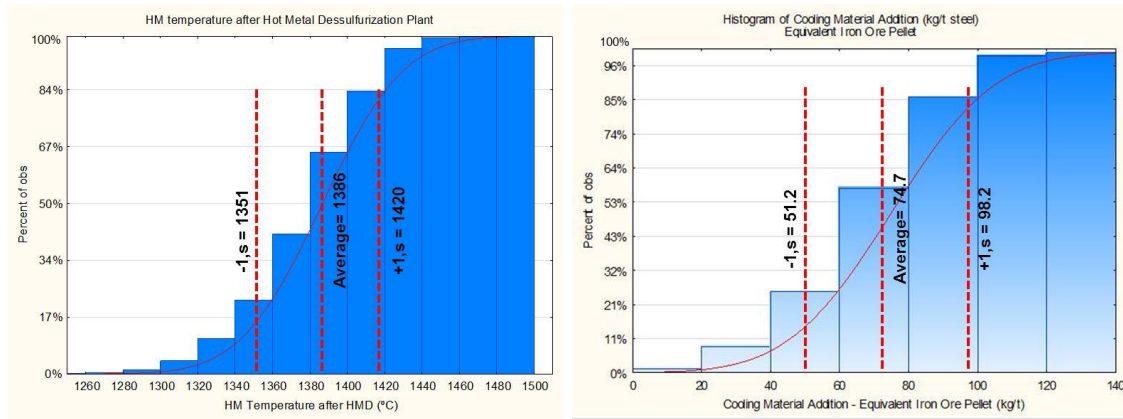 HM temperature after Hot Metal Dessulfurization Plant
100%
84%
67%
50%
34%
17%
0%
Percent of obs
-1,s = 1351
Average= 1386
+1,s = 1420
1260 1280 1300 1320 1340 1360 1380 1400 1420 1440 1460 1480 1500
HM Temperature after HMD (ºC)
Histogram of Cooling Material Addition (kg/t steel)
Equivalent Iron Ore Pellet
100%
96%
85%
74%
64%
53%
43%
32%
21%
11%
0%
Percent of obs
-1,s = 51.2
Average= 74.7
+1,s = 98.2
0 20 40 60 80 100 120 140
Cooling Material Addition - Equivalent Iron Ore Pellet (kg/t)